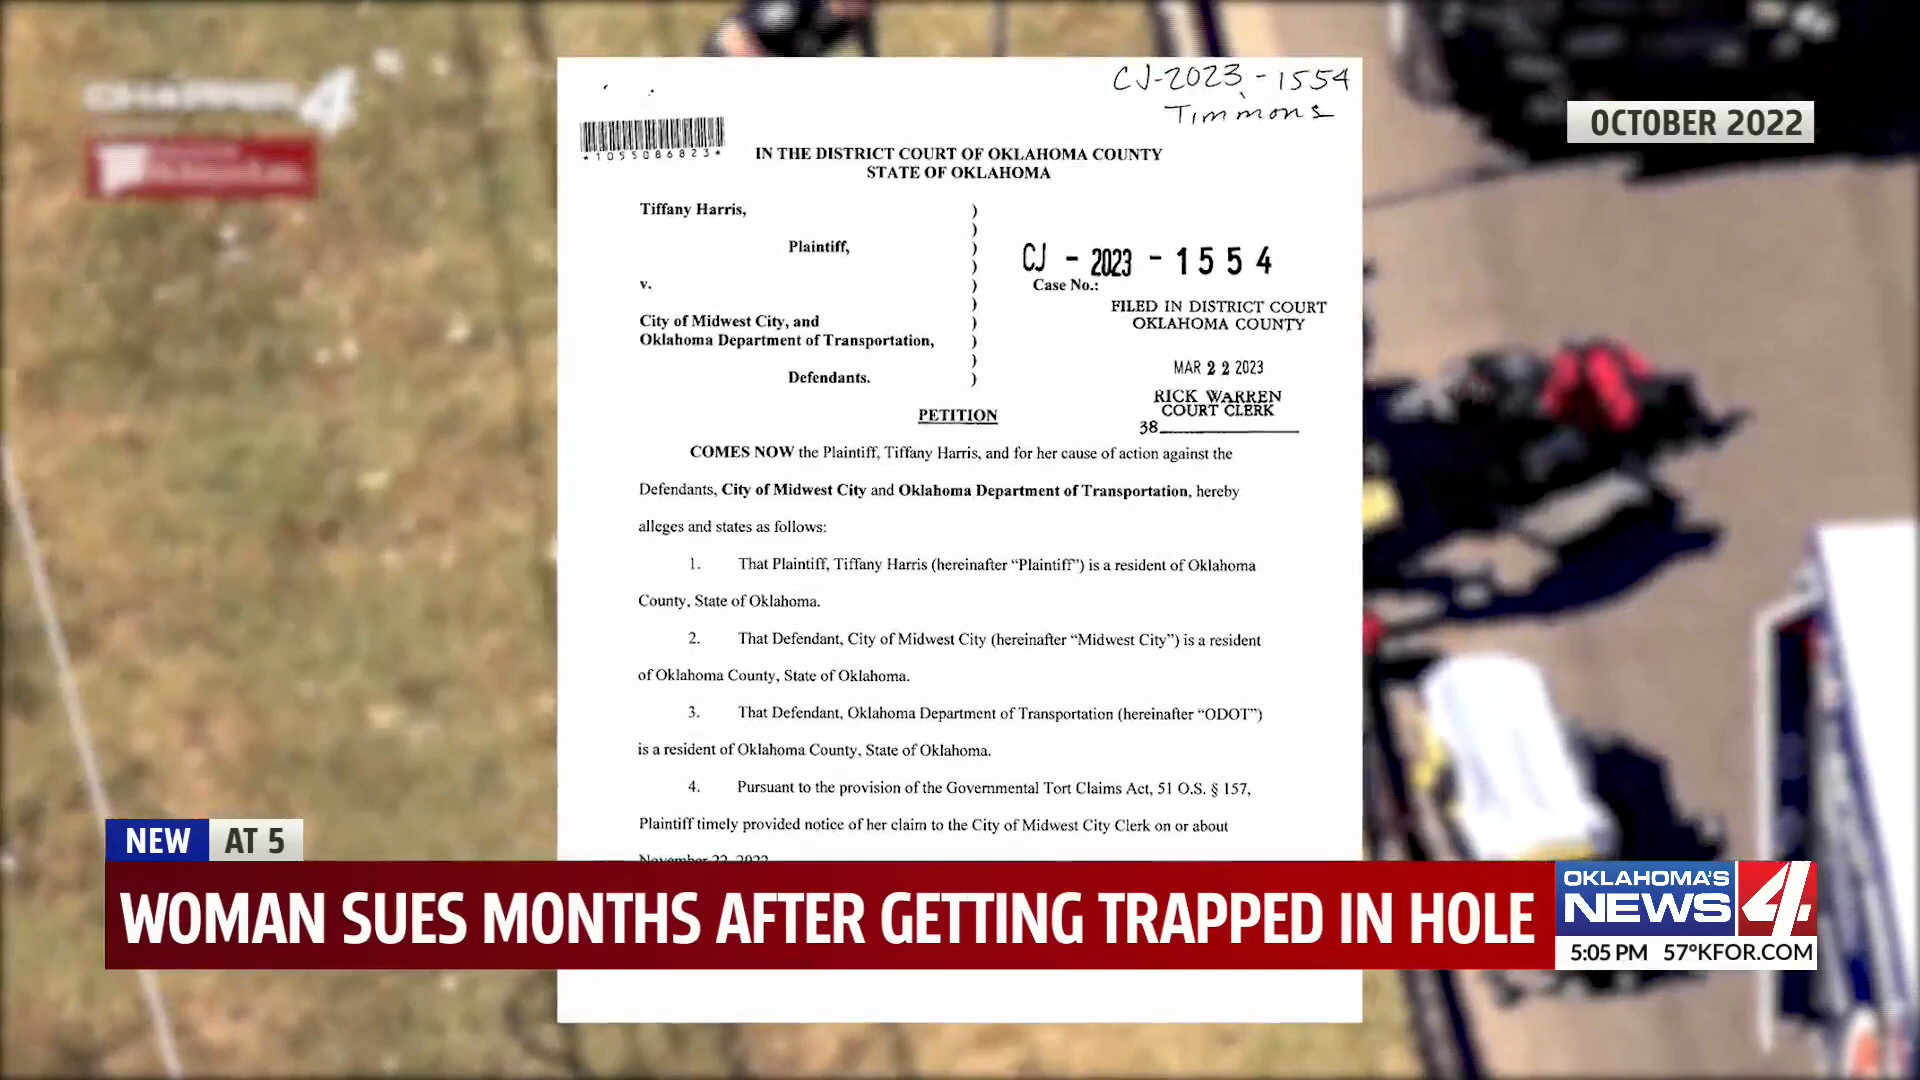 4
CJ-2023-1554
Timmons
OCTOBER 2022
*1055086823*
IN THE DISTRICT COURT OF OKLAHOMA COUNTY
STATE OF OKLAHOMA
Tiffany Harris,
Plaintiff,
v.
City of Midwest City, and
Oklahoma Department of Transportation,
Defendants.
CJ - 2023 - 1554
Case No.:
FILED IN DISTRICT COURT
OKLAHOMA COUNTY
MAR 22 2023
RICK WARREN
COURT CLERK
38
PETITION
COMES NOW the Plaintiff, Tiffany Harris, and for her cause of action against the
Defendants, City of Midwest City and Oklahoma Department of Transportation, hereby
alleges and states as follows:
1. That Plaintiff, Tiffany Harris (hereinafter “Plaintiff”) is a resident of Oklahoma
County, State of Oklahoma.
2. That Defendant, City of Midwest City (hereinafter “Midwest City”) is a resident
of Oklahoma County, State of Oklahoma.
3. That Defendant, Oklahoma Department of Transportation (hereinafter “ODOT”)
is a resident of Oklahoma County, State of Oklahoma.
4. Pursuant to the provision of the Governmental Tort Claims Act, 51 O.S. § 157,
Plaintiff timely provided notice of her claim to the City of Midwest City Clerk on or about
November 22, 2022
NEW AT 5
WOMAN SUES MONTHS AFTER GETTING TRAPPED IN HOLE
OKLAHOMA'S
NEWS 4
5:05 PM 57° KFOR.COM